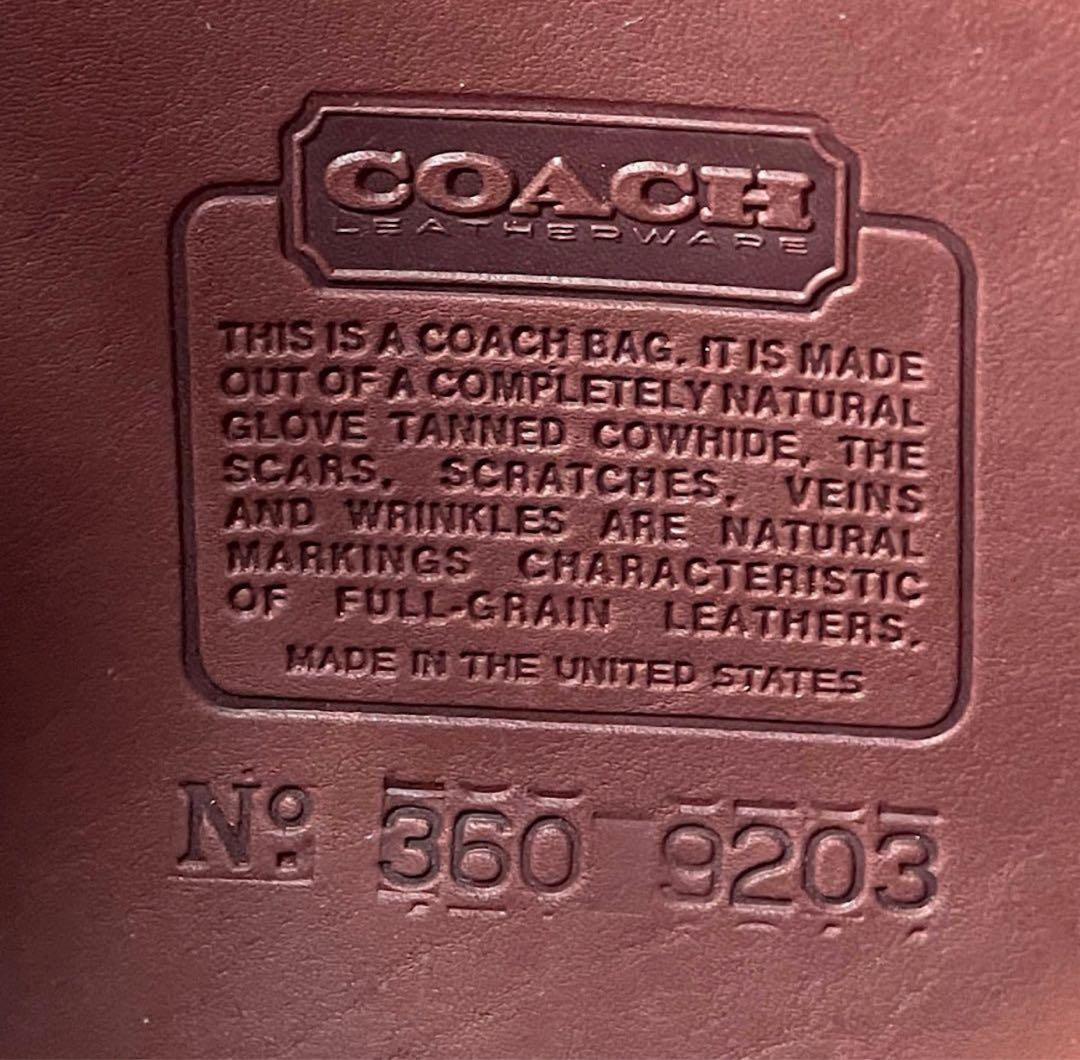 COACH
LEATHERWARE
THIS IS A COACH BAG. IT IS MADE
OUT OF A COMPLETELY NATURAL
GLOVE TANNED COWHIDE, THE
SCARS, SCRATCHES, VEINS
AND WRINKLES ARE NATURAL
MARKINGS CHARACTERISTIC
OF FULL-GRAIN LEATHERS.
MADE IN THE UNITED STATES
Nº. 360 9203